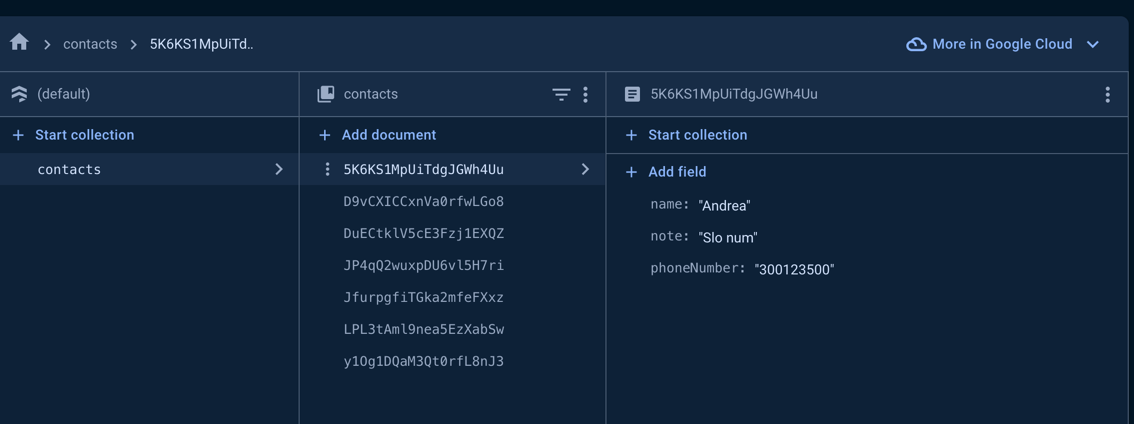 contacts
5K6KS1MpUiTd..
More in Google Cloud
(default)
contacts
5K6KS1MpUiTdgJGWh4Uu
+ Start collection
+ Add document
+ Start collection
contacts
5K6KS1MpUiTdgJGWh4Uu
D9vCXICCxnVa0rfwLGo8
DuECtklV5cE3Fzj1EXQZ
JP4qQ2wuxpDU6vl5H7ri
JfurpgfiTGka2mfeFXxz
LPL3tAml9nea5EzXabSw
y1Og1DQaM3Qt0rfL8nJ3
+ Add field
name: "Andrea"
note: "Slo num"
phoneNumber: "300123500"